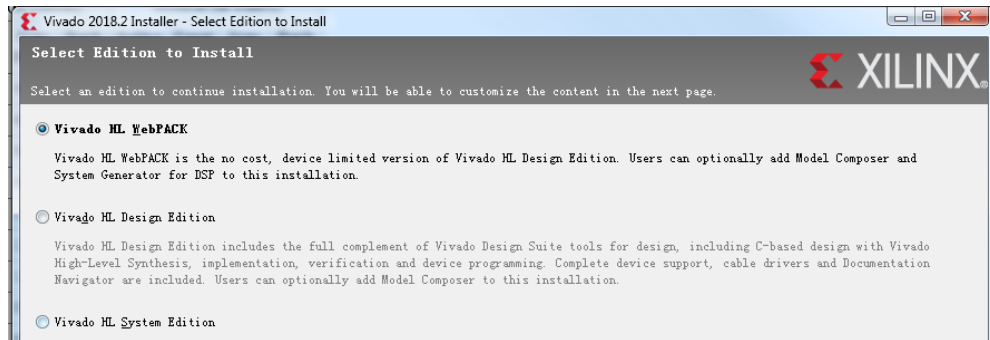 Vivado 2018.2 Installer - Select Edition to Install
Select Edition to Install
XILINX®
Select an edition to continue installation. You will be able to customize the content in the next page.
Vivado HL WebPACK
Vivado HL WebPACK is the no cost, device limited version of Vivado HL Design Edition. Users can optionally add Model Composer and
System Generator for DSP to this installation.
Vivado HL Design Edition
Vivado HL Design Edition includes the full complement of Vivado Design Suite tools for design, including C-based design with Vivado
High-Level Synthesis, implementation, verification and device programming. Complete device support, cable drivers and Documentation
Navigator are included. Users can optionally add Model Composer to this installation.
Vivado HL System Edition